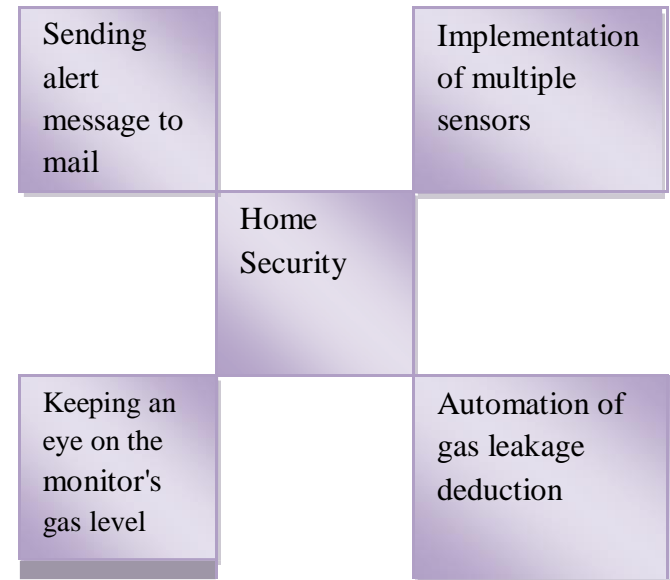 Sending
alert
message to
mail
Implementation
of multiple
sensors
Home
Security
Keeping an
eye on the
monitor's
gas level
Automation of
gas leakage
deduction